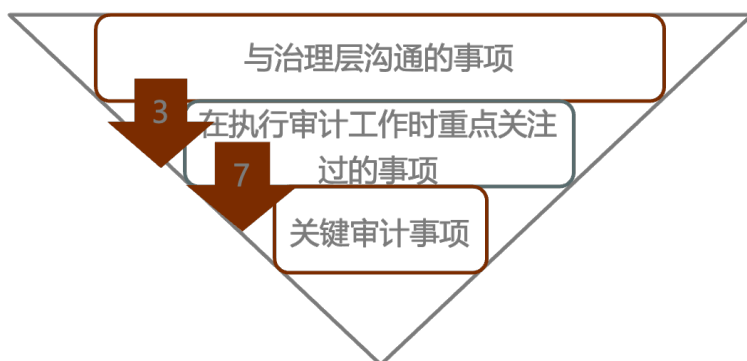 与治理层沟通的事项
3
在执行审计工作时重点关注
过的事项
7
关键审计事项